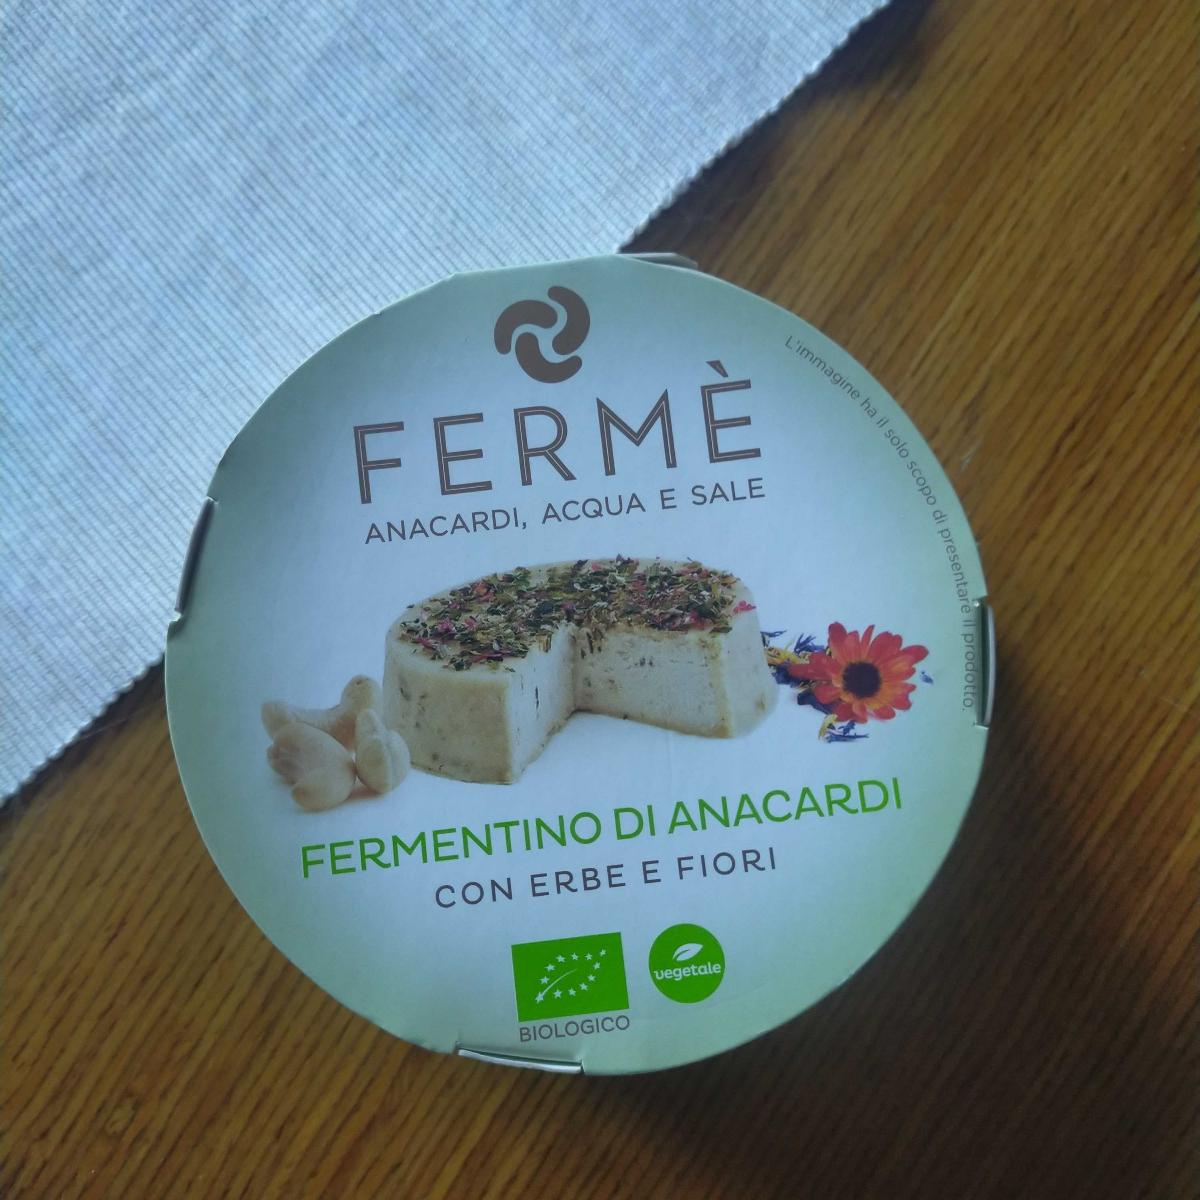 FERMÈ
ANACARDI, ACQUA E SALE
L'immagine ha il solo scopo di presentare il prodotto.
FERMENTINO DI ANACARDI
CON ERBE E FIORI
vegetale
BIOLOGICO